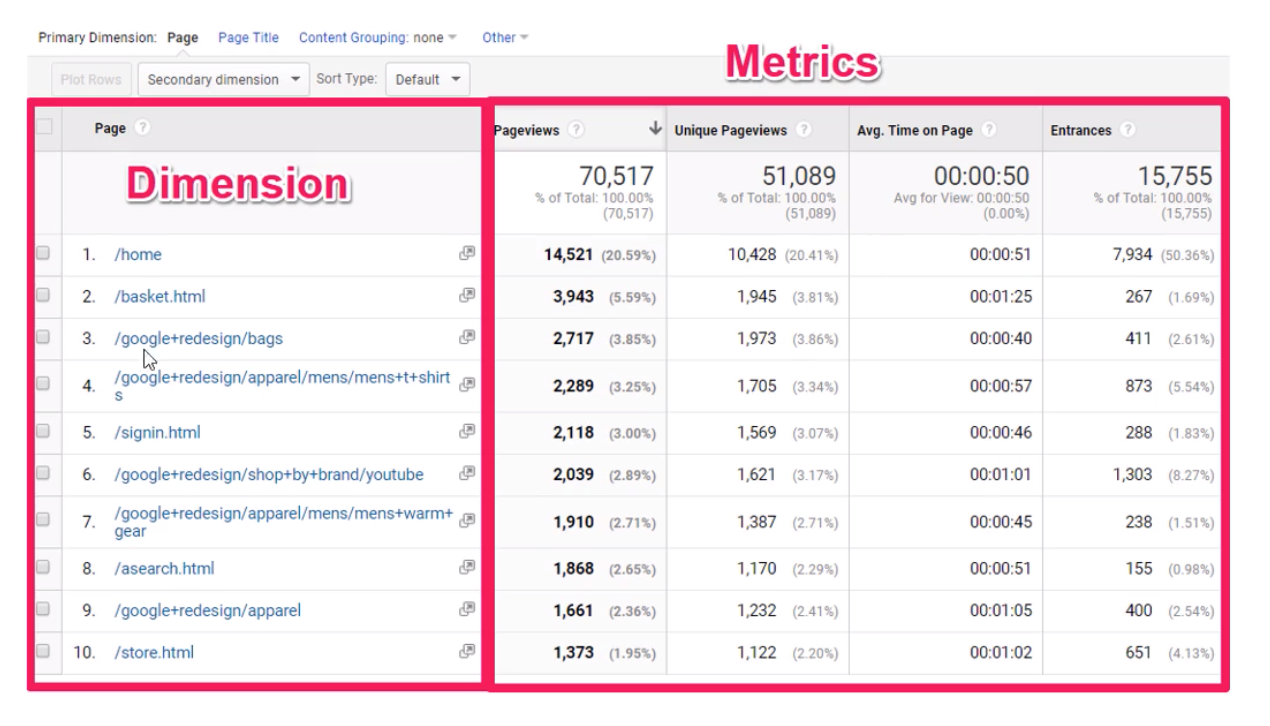 Primary Dimension: Page Page Title Content Grouping: none Other
Metrics
Plot Rows Secondary dimension Sort Type: Default
Page ? Pageviews ? Unique Pageviews ? Avg. Time on Page ? Entrances ?
Dimension
70,517 51,089 00:00:50 15,755
% of Total: 100.00% % of Total: 100.00% Avg for View: 00:00:50 % of Total: 100.00%
(70,517) (51,089) (0.00%) (15,755)
1. /home 14,521 (20.59%) 10,428 (20.41%) 00:00:51 7,934 (50.36%)
2. /basket.html 3,943 (5.59%) 1,945 (3.81%) 00:01:25 267 (1.69%)
3. /google+redesign/bags 2,717 (3.85%) 1,973 (3.86%) 00:00:40 411 (2.61%)
4. /google+redesign/apparel/mens/mens+t+shirt 2,289 (3.25%) 1,705 (3.34%) 00:00:57 873 (5.54%)
s
5. /signin.html 2,118 (3.00%) 1,569 (3.07%) 00:00:46 288 (1.83%)
6. /google+redesign/shop+by+brand/youtube 2,039 (2.89%) 1,621 (3.17%) 00:01:01 1,303 (8.27%)
7. /google+redesign/apparel/mens/mens+warm+ 1,910 (2.71%) 1,387 (2.71%) 00:00:45 238 (1.51%)
gear
8. /asearch.html 1,868 (2.65%) 1,170 (2.29%) 00:00:51 155 (0.98%)
9. /google+redesign/apparel 1,661 (2.36%) 1,232 (2.41%) 00:01:05 400 (2.54%)
10. /store.html 1,373 (1.95%) 1,122 (2.20%) 00:01:02 651 (4.13%)